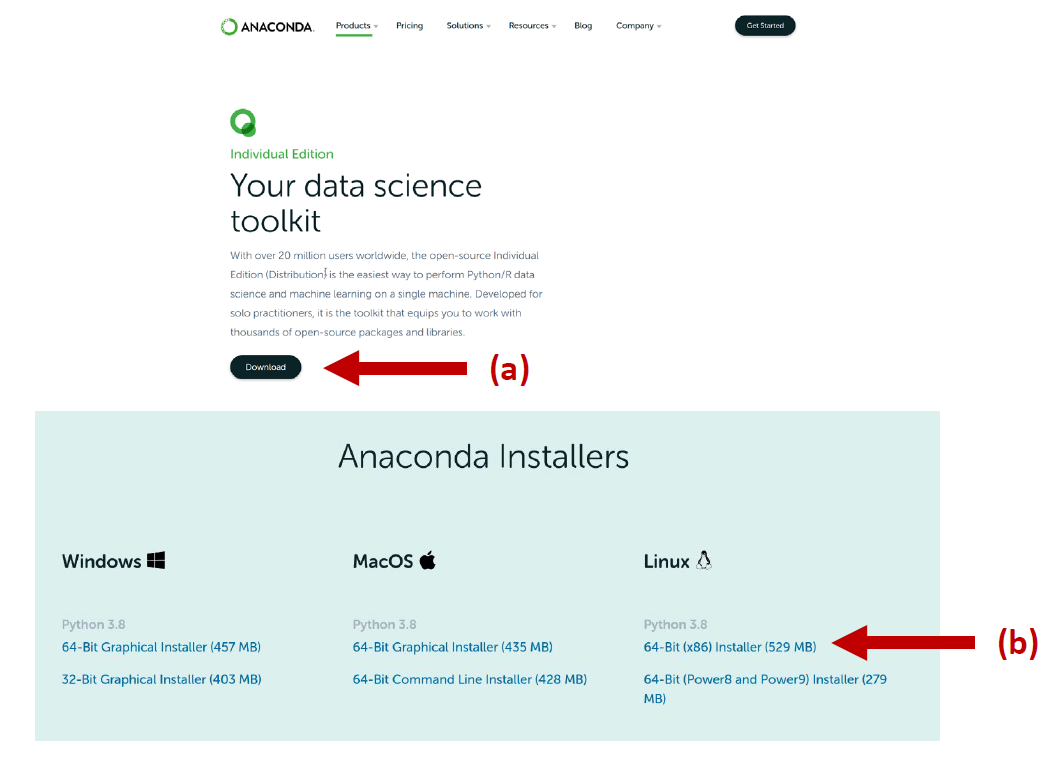 ANACONDA. Products Pricing Solutions Resources Blog Company Get Started
Individual Edition
Your data science
toolkit
With over 20 million users worldwide, the open-source Individual
Edition (Distribution) is the easiest way to perform Python/R data
science and machine learning on a single machine. Developed for
solo practitioners, it is the toolkit that equips you to work with
thousands of open-source packages and libraries.
Download (a)
Anaconda Installers
Windows MacOS Linux
Python 3.8 Python 3.8 Python 3.8
64-Bit Graphical Installer (457 MB) 64-Bit Graphical Installer (435 MB) 64-Bit (x86) Installer (529 MB) (b)
32-Bit Graphical Installer (403 MB) 64-Bit Command Line Installer (428 MB) 64-Bit (Power8 and Power9) Installer (279
MB)